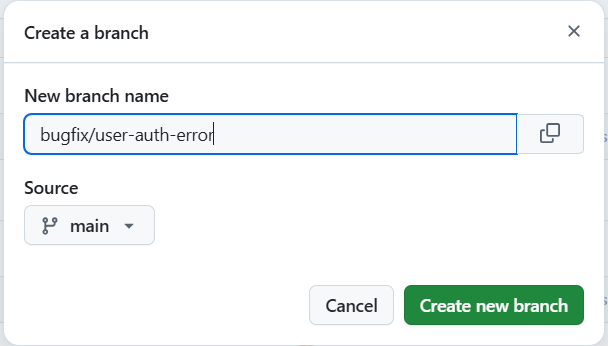 Create a branch
New branch name
bugfix/user-auth-error
Source
main
Cancel
Create new branch